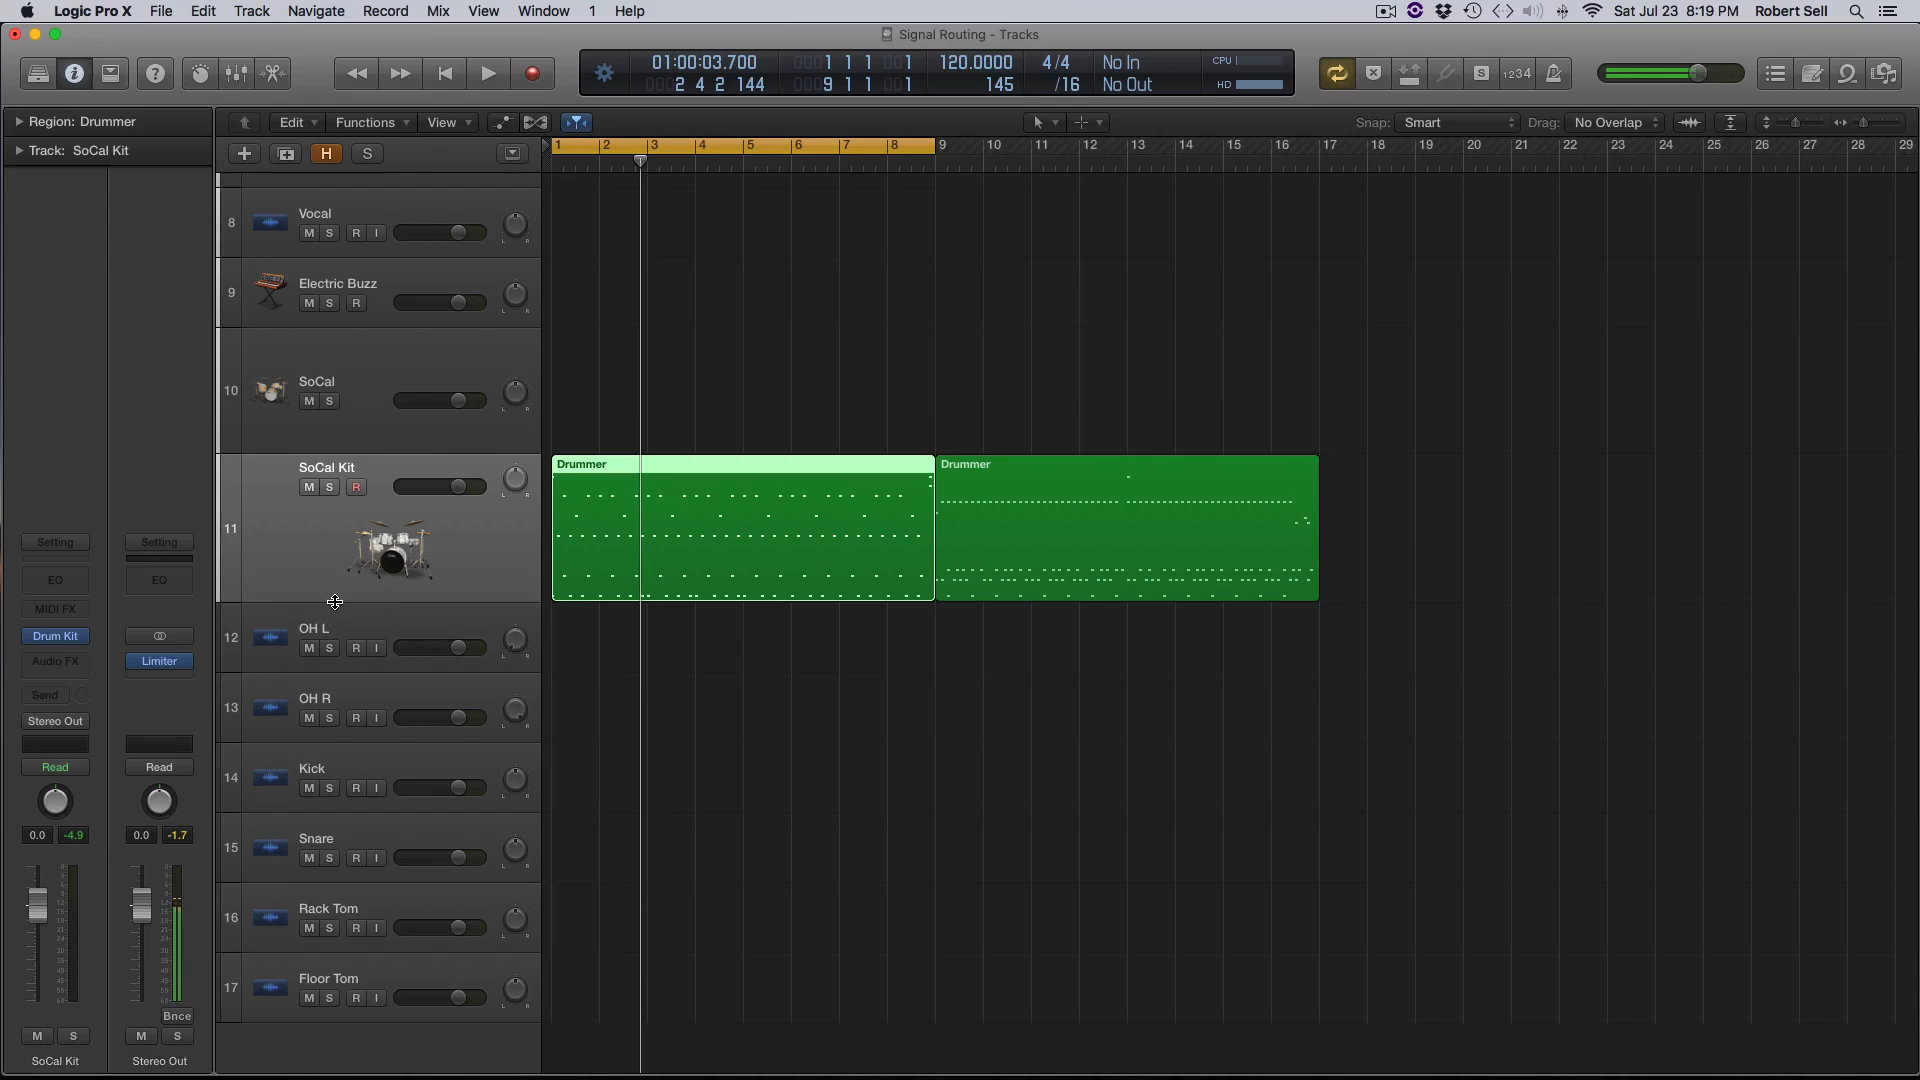 Logic Pro X File Edit Track Navigate Record Mix View Window 1 Help Sat Jul 23 8:19 PM Robert Sell
Signal Routing - Tracks
01:00:03.700 0001 1 1 001 120.0000 4/4 No In CPU
0002 4 2 144 0009 1 1 001 145 /16 No Out HD
S 1234
Region: Drummer Edit Functions View Snap: Smart Drag: No Overlap
Track: SoCal Kit H S
1 2 3 4 5 6 7 8 9 10 11 12 13 14 15 16 17 18 19 20 21 22 23 24 25 26 27 28 29
8 Vocal
M S R I L R
9 Electric Buzz
M S R L R
10 SoCal
M S L R
11 SoCal Kit
M S R L R
Drummer Drummer
12 OH L
M S R I L R
13 OH R
M S R I L R
14 Kick
M S R I L R
15 Snare
M S R I L R
16 Rack Tom
M S R I L R
17 Floor Tom
M S R I L R
Setting Setting
EQ EQ
MIDI FX
Drum Kit
Audio FX Limiter
Send
Stereo Out
Read Read
0.0 -4.9 0.0 -1.7
Bnce
M S M S
SoCal Kit Stereo Out